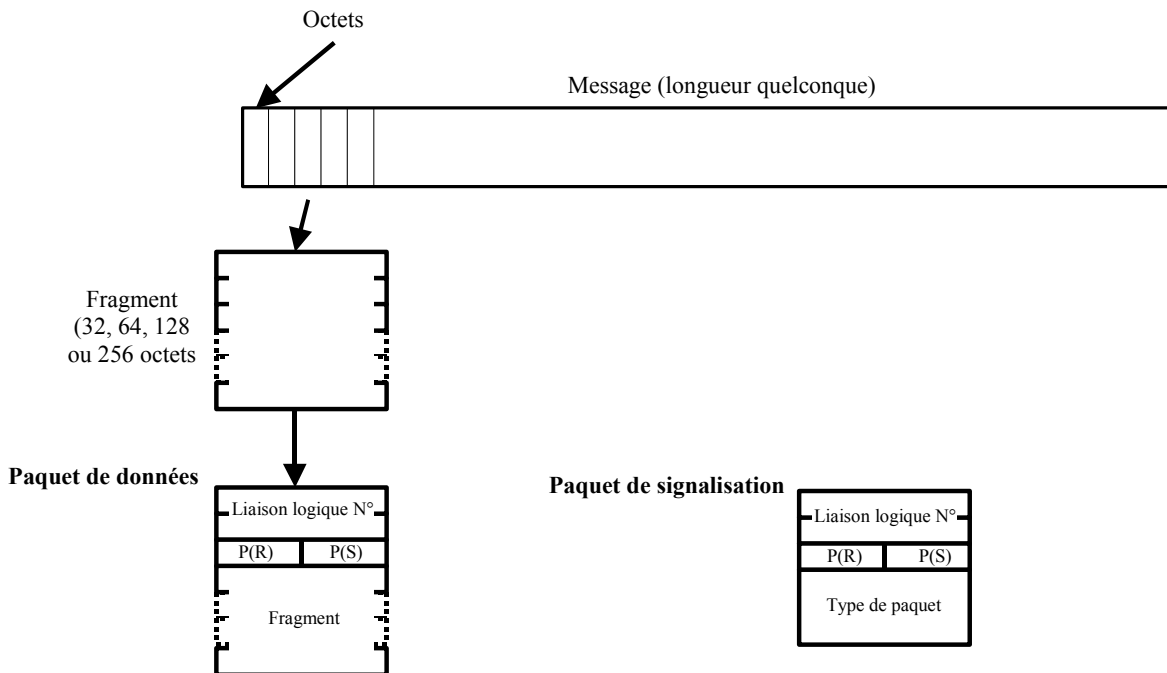 Octets
Message (longueur quelconque)
Fragment
(32, 64, 128
ou 256 octets
Paquet de données
Liaison logique N°
P(R) P(S)
Fragment
Paquet de signalisation
Liaison logique N°
P(R) P(S)
Type de paquet